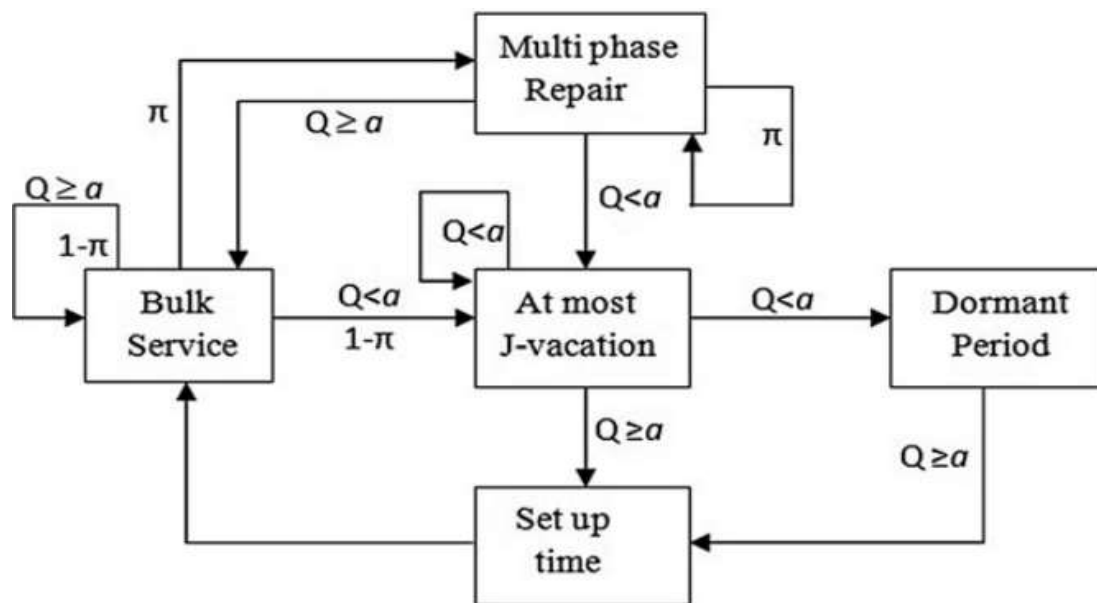 Multi phase
Repair
π
Q ≥ a
π
Q<a
Q ≥ a
1-π
Q<a
Bulk
Service
Q<a
1-π
At most
J-vacation
Q<a
Dormant
Period
Q ≥a
Q ≥a
Set up
time